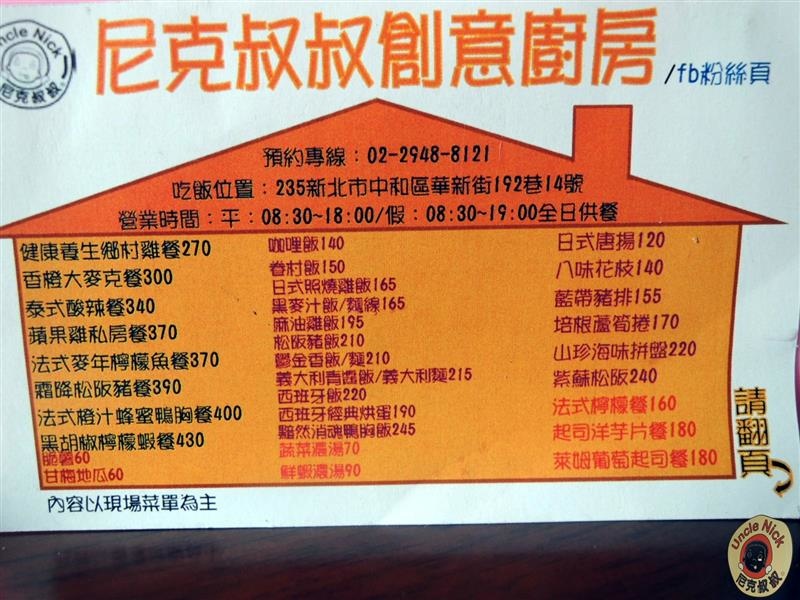 Uncle Nick
尼克叔叔
尼克叔叔創意廚房
/fb粉絲頁
預約專線：02-2948-8121
吃飯位置：235新北市中和區華新街192巷14號
營業時間：平：08:30~18:00/假：08:30~19:00全日供餐
健康養生鄉村雞餐270
香橙大麥克餐300
泰式酸辣餐340
蘋果雞私房餐370
法式麥年檸檬魚餐370
霜降松阪豬餐390
法式橙汁蜂蜜鴨胸餐400
黑胡椒檸檬蝦餐430
脆薯60
甘梅地瓜60
咖哩飯140
眷村飯150
日式照燒雞飯165
黑麥汁飯/麵線165
麻油雞飯195
松阪豬飯210
鬱金香飯/麵210
義大利青醬飯/義大利麵215
西班牙飯220
西班牙經典烘蛋190
黯然消魂鴨胸飯245
蔬菜濃湯70
鮮蝦濃湯90
日式唐揚120
八味花枝140
藍帶豬排155
培根蘆筍捲170
山珍海味拼盤220
紫蘇松阪240
法式檸檬餐160
起司洋芋片餐180
萊姆葡萄起司餐180
請翻頁
內容以現場菜單為主
Uncle Nick
尼克叔叔